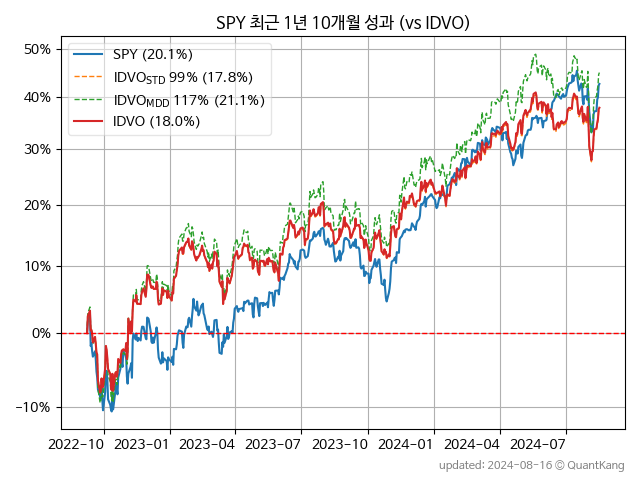 SPY 최근 1년 10개월 성과 (vs IDVO)
50%
40%
30%
20%
10%
0%
−10%
SPY (20.1%)
IDVO_STD 99% (17.8%)
IDVO_MDD 117% (21.1%)
IDVO (18.0%)
2022-10 2023-01 2023-04 2023-07 2023-10 2024-01 2024-04 2024-07
updated: 2024-08-16 © QuantKang